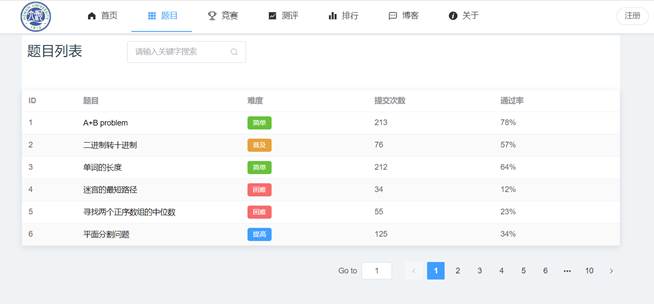 首页 题目 竞赛 测评 排行 博客 关于 注册
题目列表 请输入关键字搜索
ID 题目 难度 提交次数 通过率
1 A+B problem 简单 213 78%
2 二进制转十进制 普及 76 57%
3 单词的长度 简单 212 64%
4 迷宫的最短路径 困难 34 12%
5 寻找两个正序数组的中位数 困难 55 23%
6 平面分割问题 提高 125 34%
Go to 1 1 2 3 4 5 6 ••• 10